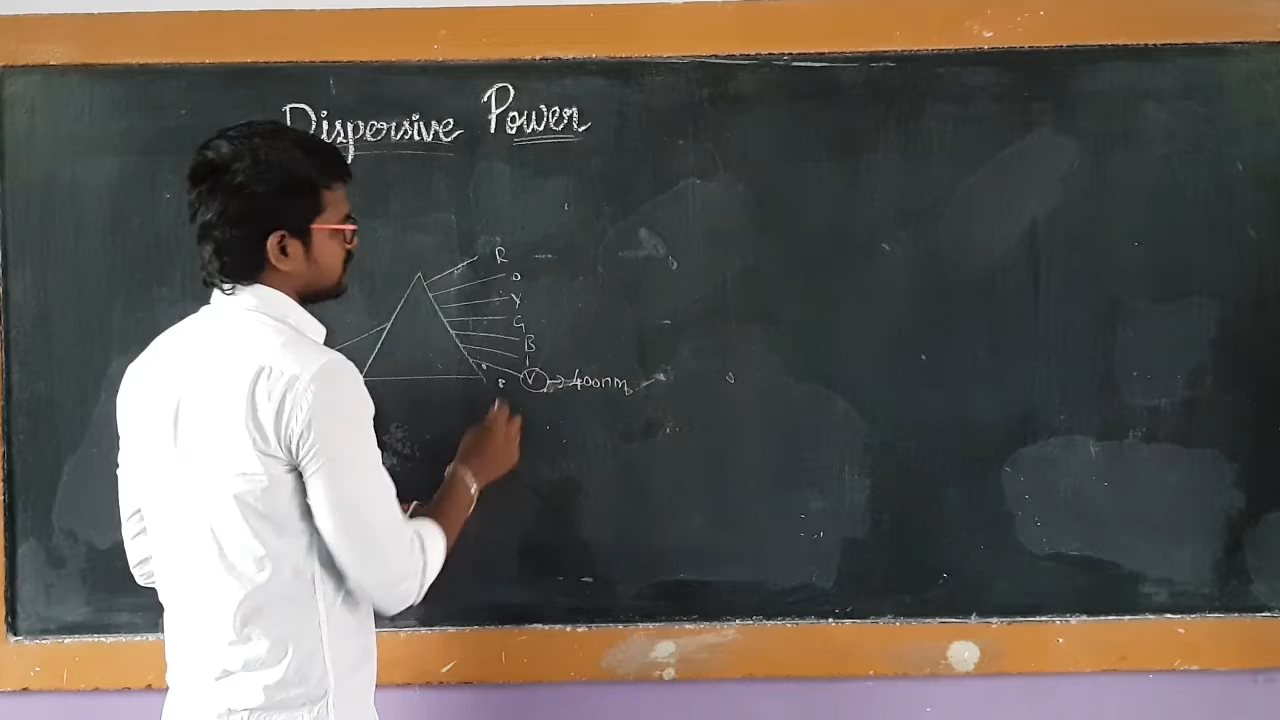 Dispersive Power
R
O
Y
G
B
I
V → 400nm